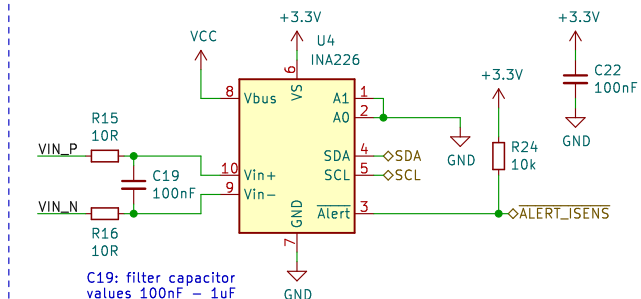 +3.3V
+3.3V
VCC
U4
INA226
6
VS
C22
100nF
+3.3V
8
Vbus
A1
1
A0
2
GND
R15
10R
VIN_P
GND
R24
10k
SDA
4
SDA
C19
100nF
10
Vin+
SCL
5
SCL
9
Vin-
VIN_N
GND
Alert
3
ALERT_ISENS
R16
10R
7
C19: filter capacitor
values 100nF - 1uF
GND